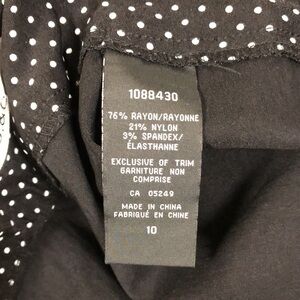 1088430
76% RAYON/RAYONNE
21% NYLON
3% SPANDEX/
ÉLASTHANNE
EXCLUSIVE OF TRIM
GARNITURE NON
COMPRISE
CA 05249
MADE IN CHINA
FABRIQUÉ EN CHINE
10